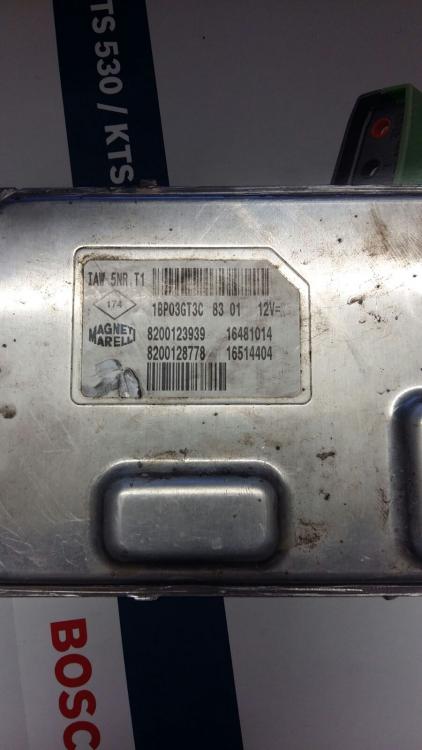 TS 530 / KTS
IAW 5NR T1
174
1BP03GT3C 83 01 12V=
MAGNETI MARELLI
8200123939 16481014
8200128778 16514404
BOSC